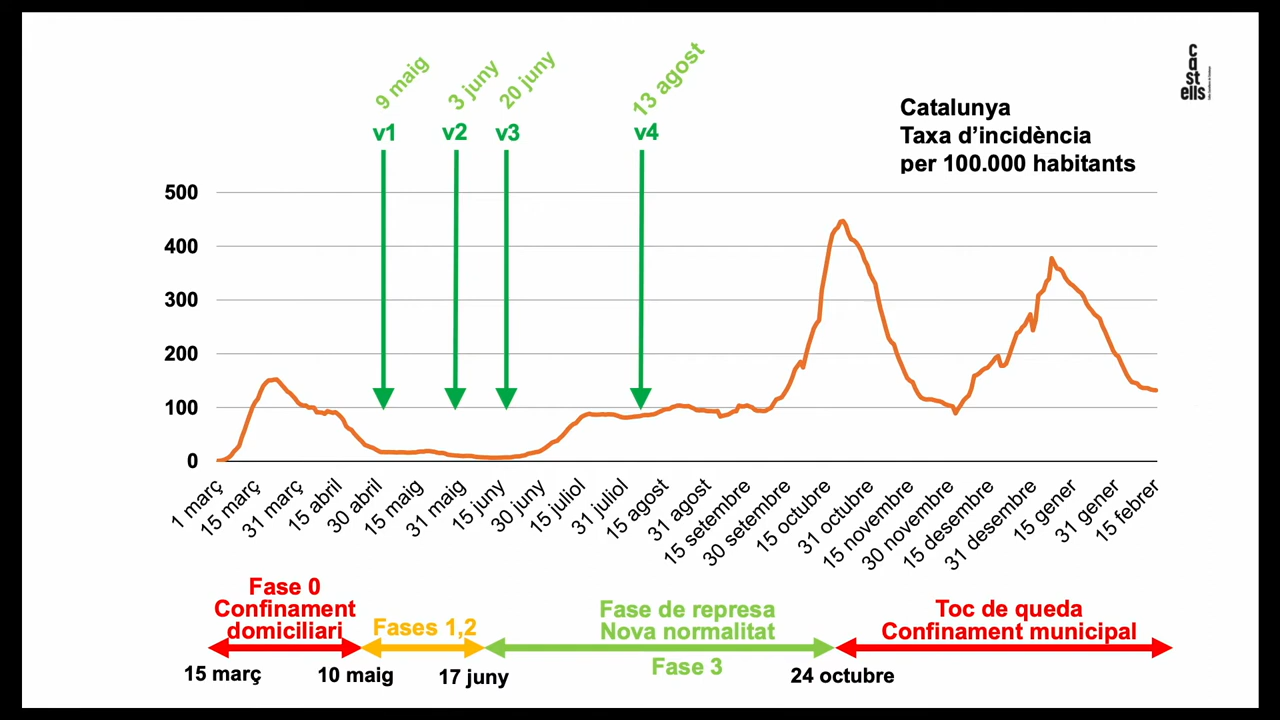 9 maig
3 juny
20 juny
13 agost
v1
v2
v3
v4
Catalunya
Taxa d'incidència
per 100.000 habitants
castells
500
400
300
200
100
0
1 març
15 març
31 març
15 abril
30 abril
15 maig
31 maig
15 juny
30 juny
15 juliol
31 juliol
15 agost
31 agost
15 setembre
30 setembre
15 octubre
31 octubre
15 novembre
30 novembre
15 desembre
31 desembre
15 gener
31 gener
15 febrer
Fase 0
Confinament
domiciliari
Fases 1,2
Fase de represa
Nova normalitat
Fase 3
Toc de queda
Confinament municipal
15 març
10 maig
17 juny
24 octubre